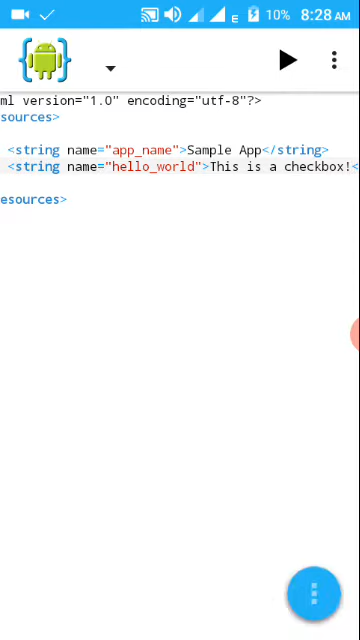 E 10% 8:28 AM
ml version="1.0" encoding="utf-8"?>
sources>
<string name="app_name">Sample App</string>
<string name="hello_world">This is a checkbox!<
esources>